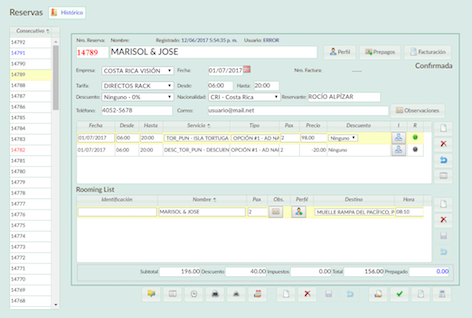 Reservas Histórico
Consecutivo
14792
14791
14790
14789
14788
14787
14786
14785
14784
14783
14782
14781
14780
14779
14778
14777
14776
14775
14774
14773
14772
14771
14770
14769
14768
Nro. Reserva: Nombre: Registrado: 12/06/2017 5:54:35 p. m. Usuario: ERROR
14789 MARISOL & JOSE Perfil Prepagos Facturación
Confirmada
Empresa: COSTA RICA VISIÓN Fecha: 01/07/2017 Nro. Factura: ......
Tarifa: DIRECTOS RACK Desde: 06:00 Hasta: 20:00
Descuento: Ninguno - 0% Nacionalidad: CRI - Costa Rica Reservante: ROCÍO ALPÍZAR
Teléfono: 4052-5678 Correo: usuario@mail.net Observaciones
Fecha Desde Hasta Servicio Tipo Pax Precio Descuento I R
01/07/2017 06:00 20:00 TOR_PUN - ISLA TORTUGA OPCIÓN #1 - AD NA 2 98.00 Ninguno
01/07/2017 06:00 20:00 DESC_TOR_PUN - DESCUEN OPCIÓN #1 - AD NA 2 -20.00 Ninguno
Rooming List
Identificación Nombre Pax Obs. Perfil Destino Hora
MARISOL & JOSE 2 MUELLE RAMPA DEL PACÍFICO, P 08:10
Subtotal 196.00 Descuento 40.00 Impuestos 0.00 Total 156.00 Prepagado 0.00